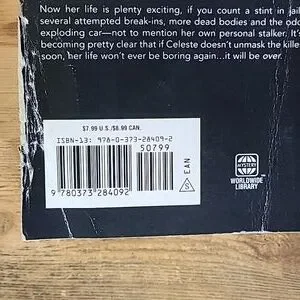 Now her life is plenty exciting, if you count a stint in jail
several attempted break-ins, more dead bodies and the odd
exploding car—not to mention her own personal stalker. It's
becoming pretty clear that if Celeste doesn't unmask the killer
soon, her life won't ever be boring again...it will be over.
$7.99 U.S./$8.99 CAN.
ISBN-13: 978-0-373-28409-2
50799
9 780373 284092
S
EAN
MYSTERY
WORLDWIDE
LIBRARY